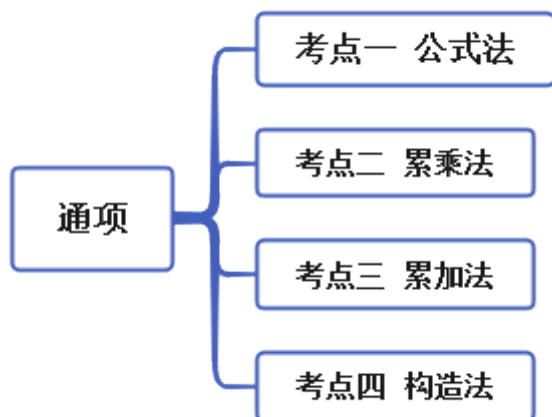 通项
考点一 公式法
考点二 累乘法
考点三 累加法
考点四 构造法